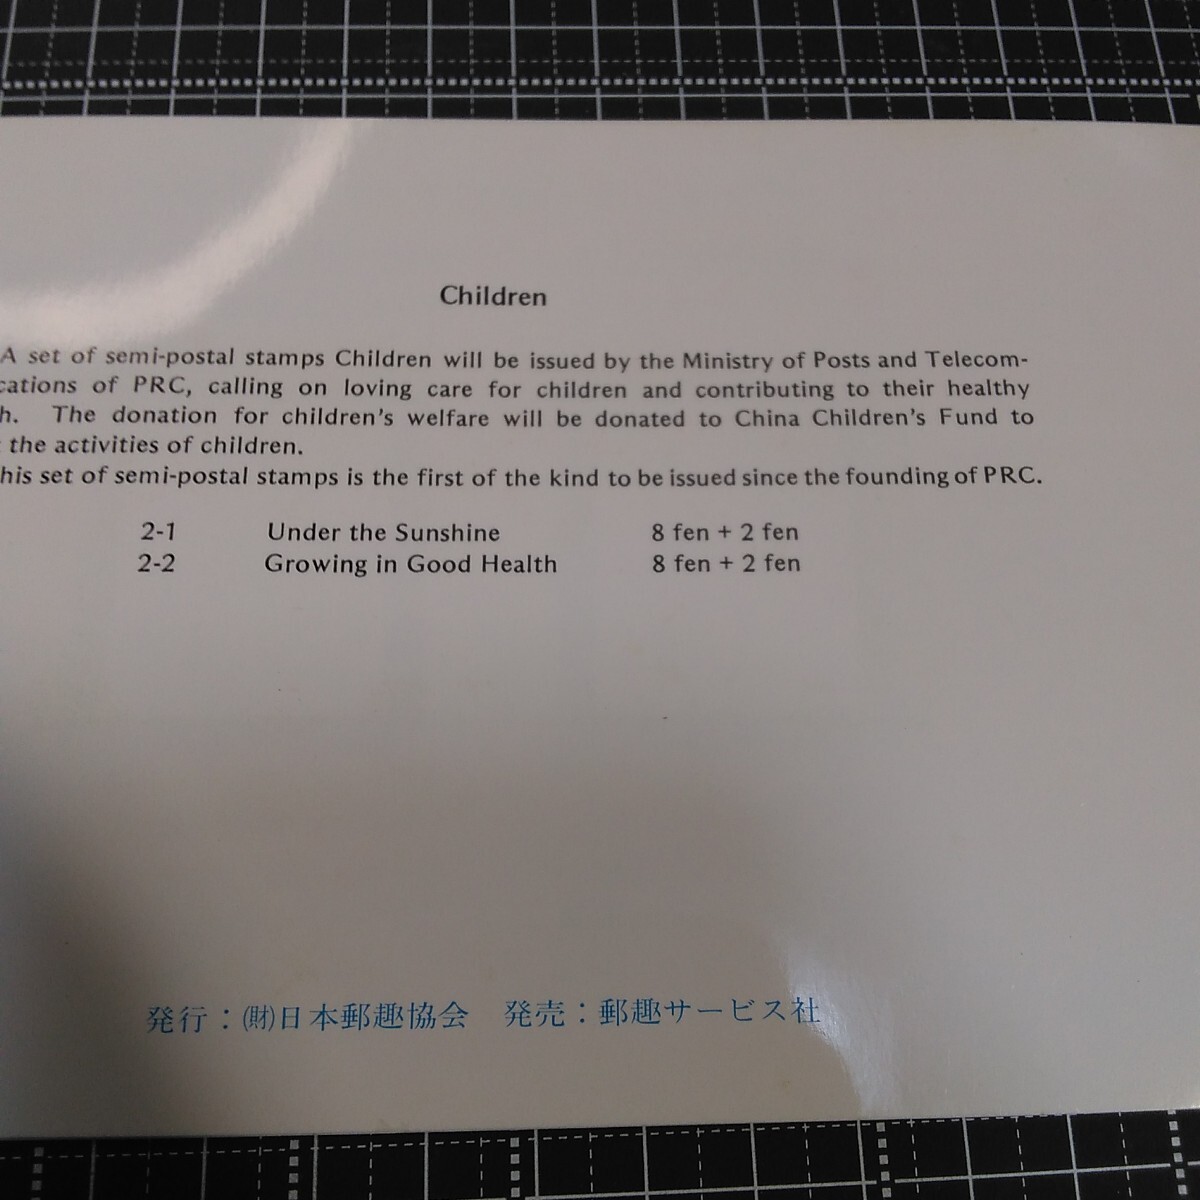 Children
A set of semi-postal stamps Children will be issued by the Ministry of Posts and Telecom-
cations of PRC, calling on loving care for children and contributing to their healthy
h. The donation for children's welfare will be donated to China Children's Fund to
the activities of children.
his set of semi-postal stamps is the first of the kind to be issued since the founding of PRC.
2-1 Under the Sunshine 8 fen + 2 fen
2-2 Growing in Good Health 8 fen + 2 fen
発行：㈶日本郵趣協会 発売：郵趣サービス社